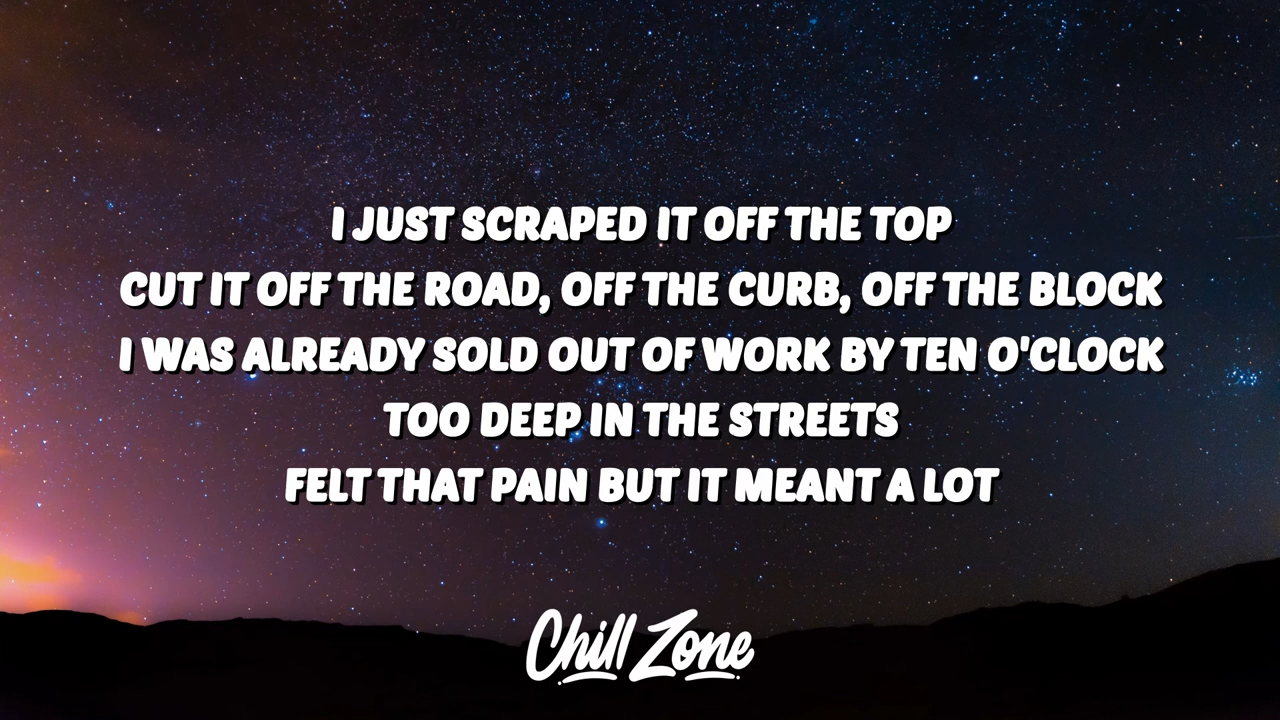 I JUST SCRAPED IT OFF THE TOP
CUT IT OFF THE ROAD, OFF THE CURB, OFF THE BLOCK
I WAS ALREADY SOLD OUT OF WORK BY TEN O'CLOCK
TOO DEEP IN THE STREETS
FELT THAT PAIN BUT IT MEANT A LOT
Chill Zone